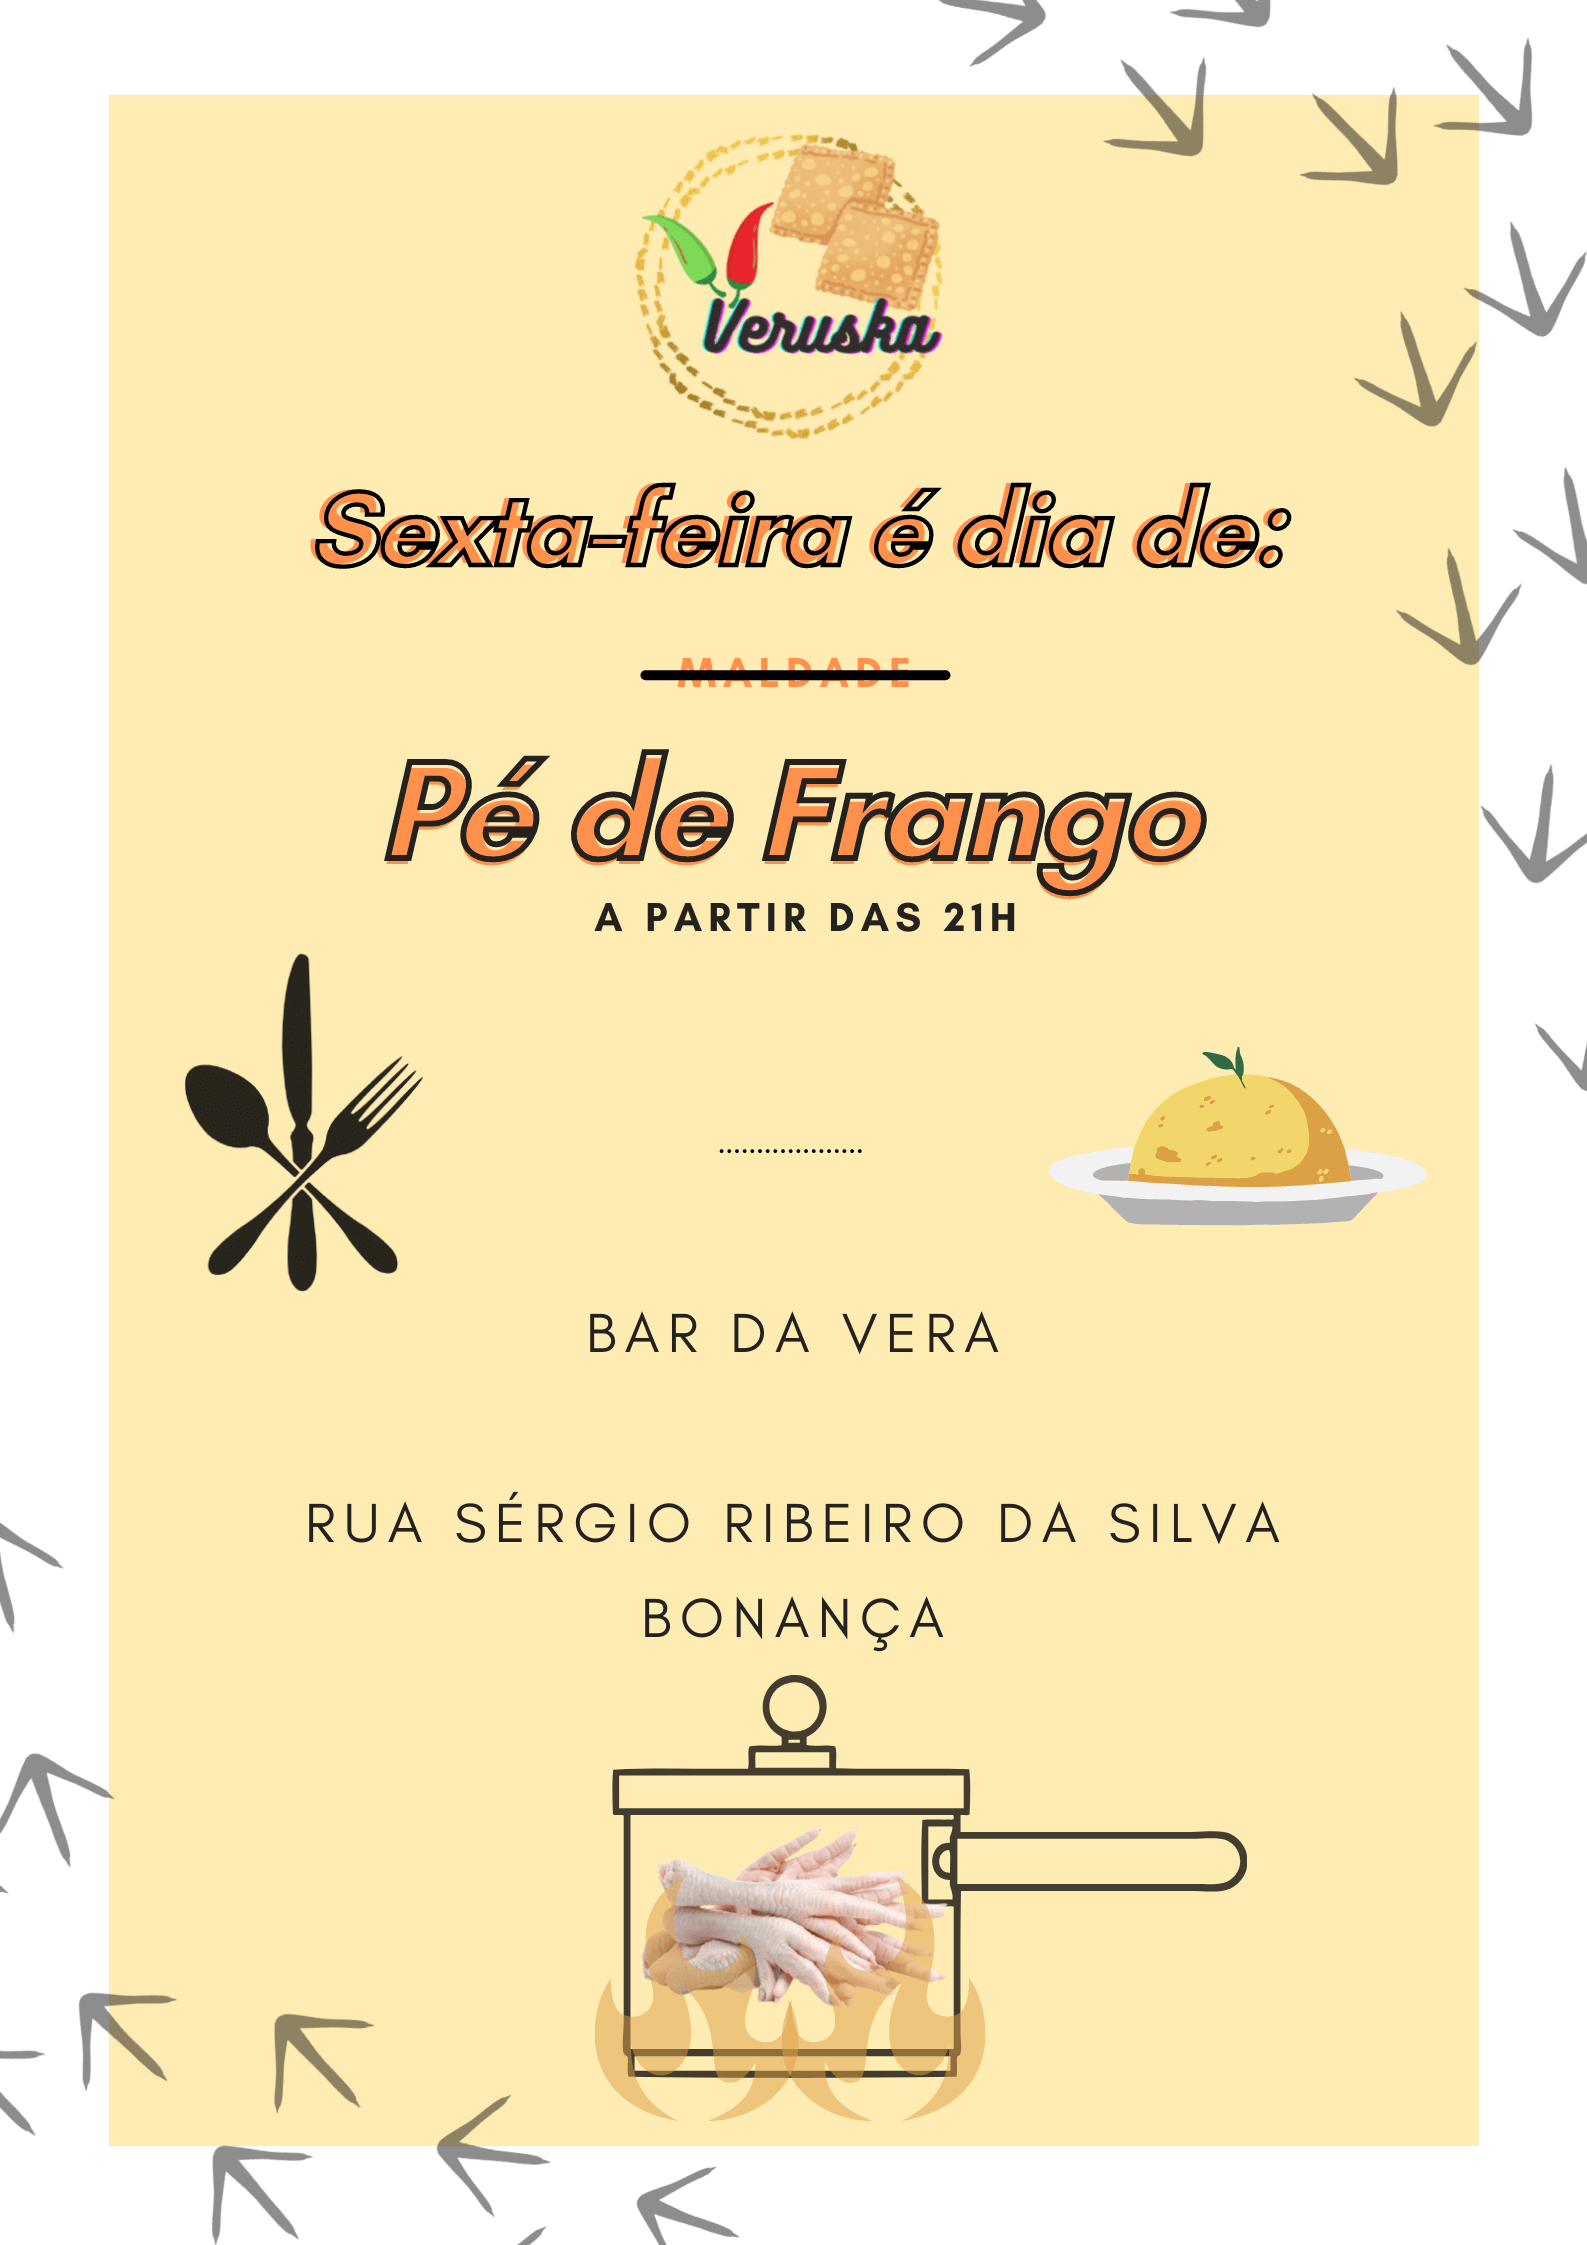 Veruska
Sexta-feira é dia de:
MALDADE
Pé de Frango
A PARTIR DAS 21H
BAR DA VERA
RUA SÉRGIO RIBEIRO DA SILVA
BONANÇA